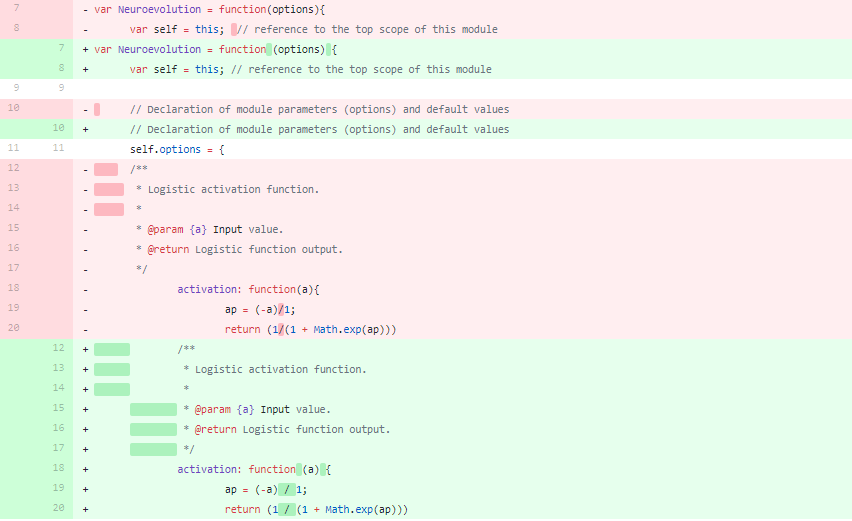 7 - var Neuroevolution = function(options){
8 - var self = this; // reference to the top scope of this module
7 + var Neuroevolution = function (options) {
8 + var self = this; // reference to the top scope of this module
9 9
10 - // Declaration of module parameters (options) and default values
10 + // Declaration of module parameters (options) and default values
11 11 self.options = {
12 - /**
13 - * Logistic activation function.
14 - *
15 - * @param {a} Input value.
16 - * @return Logistic function output.
17 - */
18 - activation: function(a){
19 - ap = (-a)/1;
20 - return (1/(1 + Math.exp(ap)))
12 + /**
13 + * Logistic activation function.
14 + *
15 + * @param {a} Input value.
16 + * @return Logistic function output.
17 + */
18 + activation: function (a) {
19 + ap = (-a) / 1;
20 + return (1 / (1 + Math.exp(ap)))